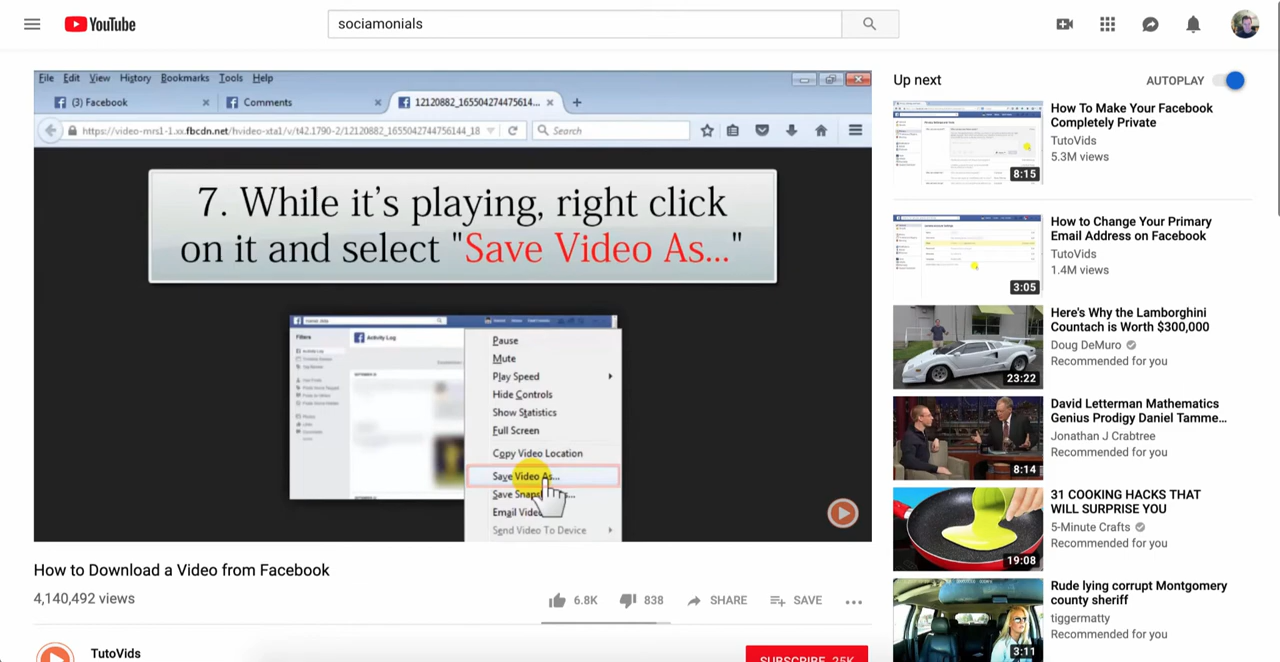 YouTube
sociamonials
File Edit View History Bookmarks Tools Help
(3) Facebook
Comments
12120882_165504274475614...
https://video-mrs1-1.xx.fbcdn.net/hvideo-xta1/v/t42.1790-2/12120882_1655042744756144_18
Search
7. While it's playing, right click
on it and select "Save Video As..."
Filters
Activity Log
Pause
Mute
Play Speed
Hide Controls
Show Statistics
Full Screen
Copy Video Location
Save Video As...
Save Snaps
Email Video
Send Video To Device
How to Download a Video from Facebook
4,140,492 views
6.8K
838
SHARE
SAVE
TutoVids
SUBSCRIBE 25K
Up next
AUTOPLAY
How To Make Your Facebook
Completely Private
TutoVids
5.3M views
8:15
How to Change Your Primary
Email Address on Facebook
TutoVids
1.4M views
3:05
Here's Why the Lamborghini
Countach is Worth $300,000
Doug DeMuro
Recommended for you
23:22
David Letterman Mathematics
Genius Prodigy Daniel Tamme...
Jonathan J Crabtree
Recommended for you
8:14
31 COOKING HACKS THAT
WILL SURPRISE YOU
5-Minute Crafts
Recommended for you
19:08
Rude lying corrupt Montgomery
county sheriff
tiggermatty
Recommended for you
3:11